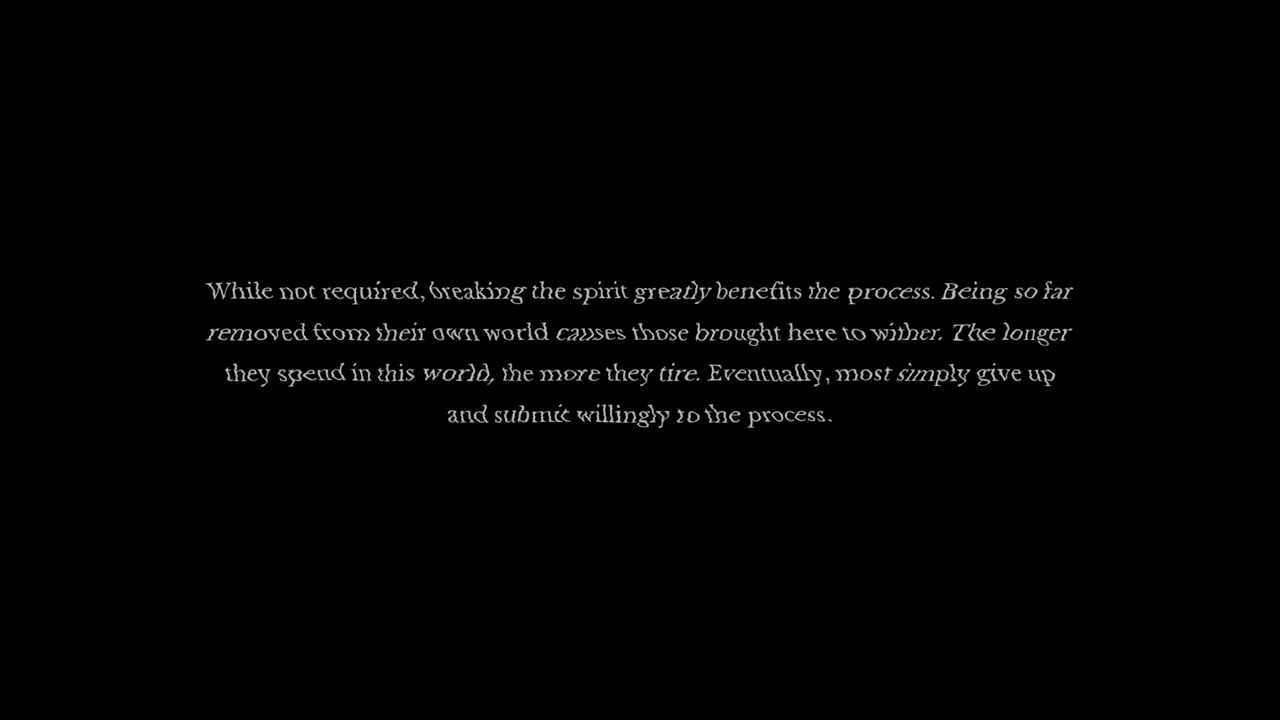 While not required, breaking the spirit greatly benefits the process. Being so far
removed from their own world causes those brought here to wither. The longer
they spend in this world, the more they tire. Eventually, most simply give up
and submit willingly to the process.